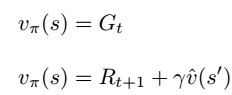 v_π(s) = G_t
v_π(s) = R_{t+1} + γv̂(s′)